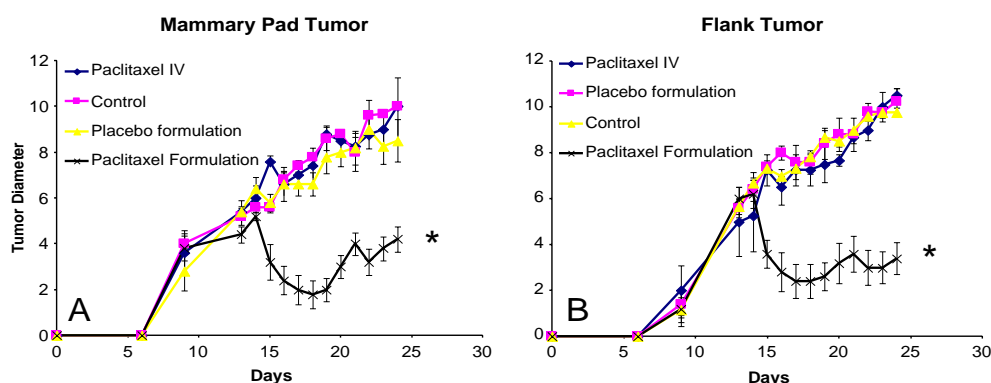 Mammary Pad Tumor
Tumor Diameter
12
10
8
6
4
2
0
Paclitaxel IV
Control
Placebo formulation
Paclitaxel Formulation
*
A
0 5 10 15 20 25 30
Days
Flank Tumor
12
10
8
6
4
2
0
Paclitaxel IV
Placebo formulation
Control
Paclitaxel Formulation
*
B
0 5 10 15 20 25 30
Days